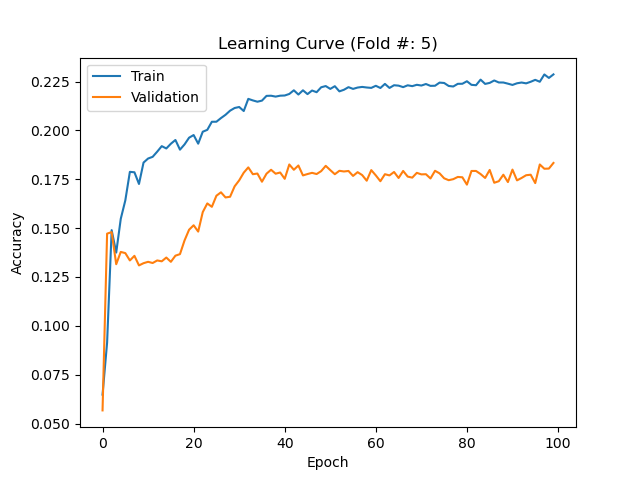 Learning Curve (Fold #: 5)
Train
Validation
0.225
0.200
0.175
0.150
0.125
0.100
0.075
0.050
Accuracy
0 20 40 60 80 100
Epoch